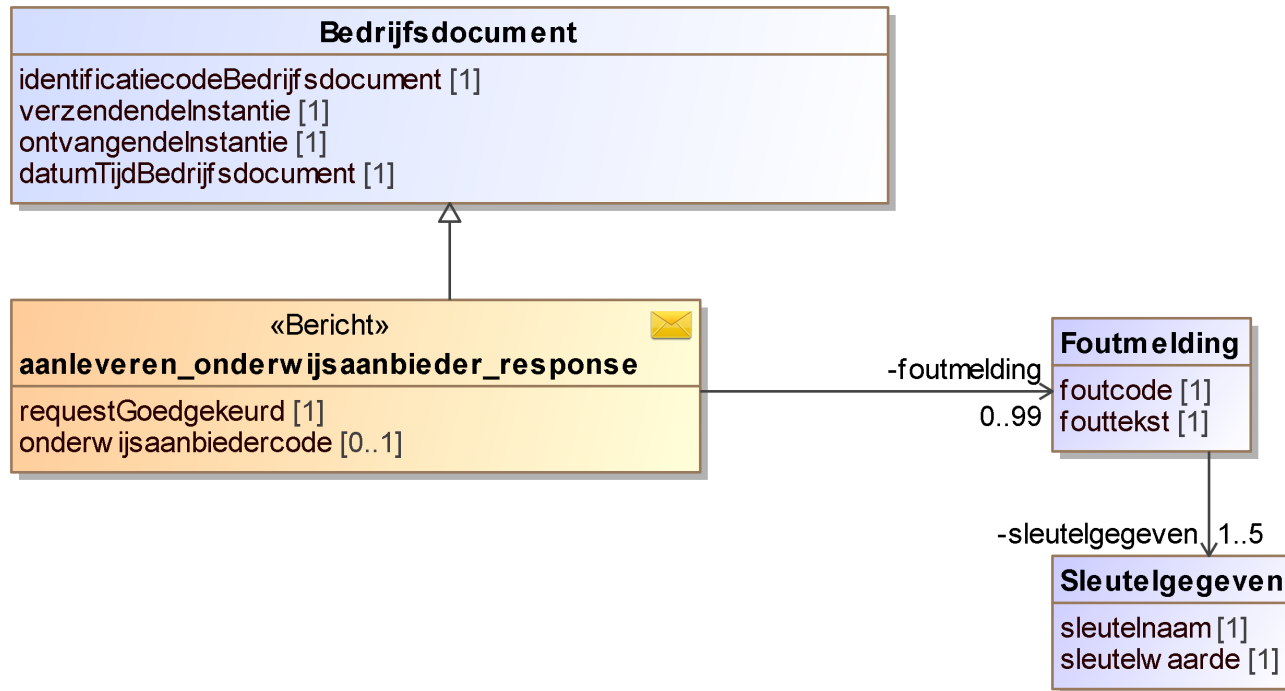 Bedrijfsdocument
identificatiecodeBedrijfsdocument [1]
verzendendeInstantie [1]
ontvangendeInstantie [1]
datumTijdBedrijfsdocument [1]
«Bericht»
aanleveren_onderwijsaanbieder_response
requestGoedgekeurd [1]
onderwijsaanbiedercode [0..1]
-foutmelding
0..99
Foutmelding
foutcode [1]
fouttekst [1]
-sleutelgegeven 1..5
Sleutelgegeven
sleutelnaam [1]
sleutelwaarde [1]